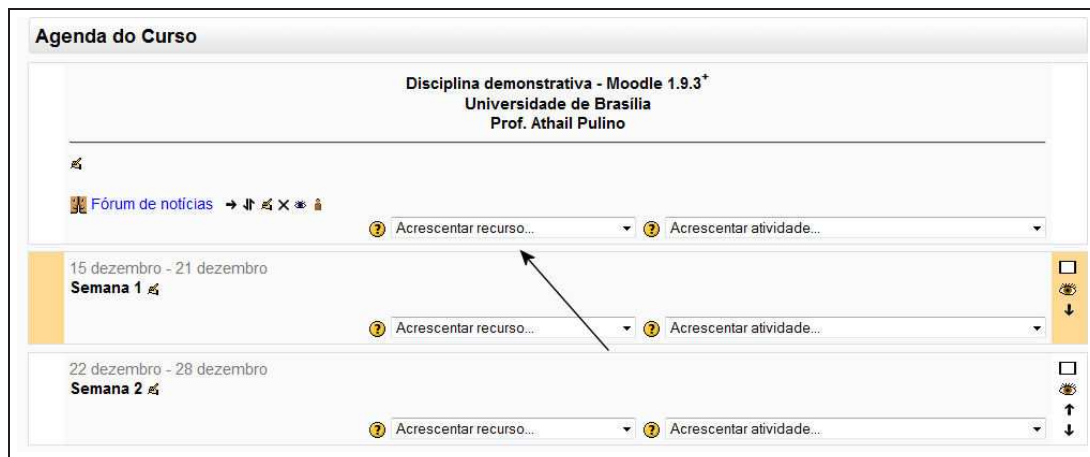 Agenda do Curso
Disciplina demonstrativa - Moodle 1.9.3+
Universidade de Brasília
Prof. Athail Pulino
Fórum de notícias
? Acrescentar recurso... ? Acrescentar atividade...
15 dezembro - 21 dezembro
Semana 1
? Acrescentar recurso... ? Acrescentar atividade...
22 dezembro - 28 dezembro
Semana 2
? Acrescentar recurso... ? Acrescentar atividade...